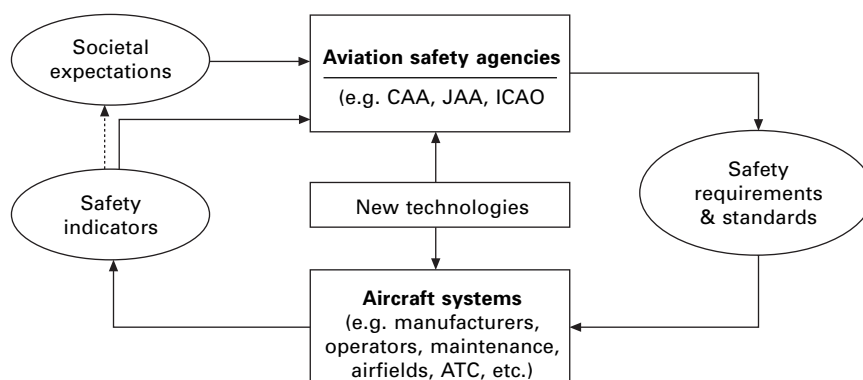 Societal
expectations
Aviation safety agencies
(e.g. CAA, JAA, ICAO
Safety
indicators
New technologies
Safety
requirements
& standards
Aircraft systems
(e.g. manufacturers,
operators, maintenance,
airfields, ATC, etc.)